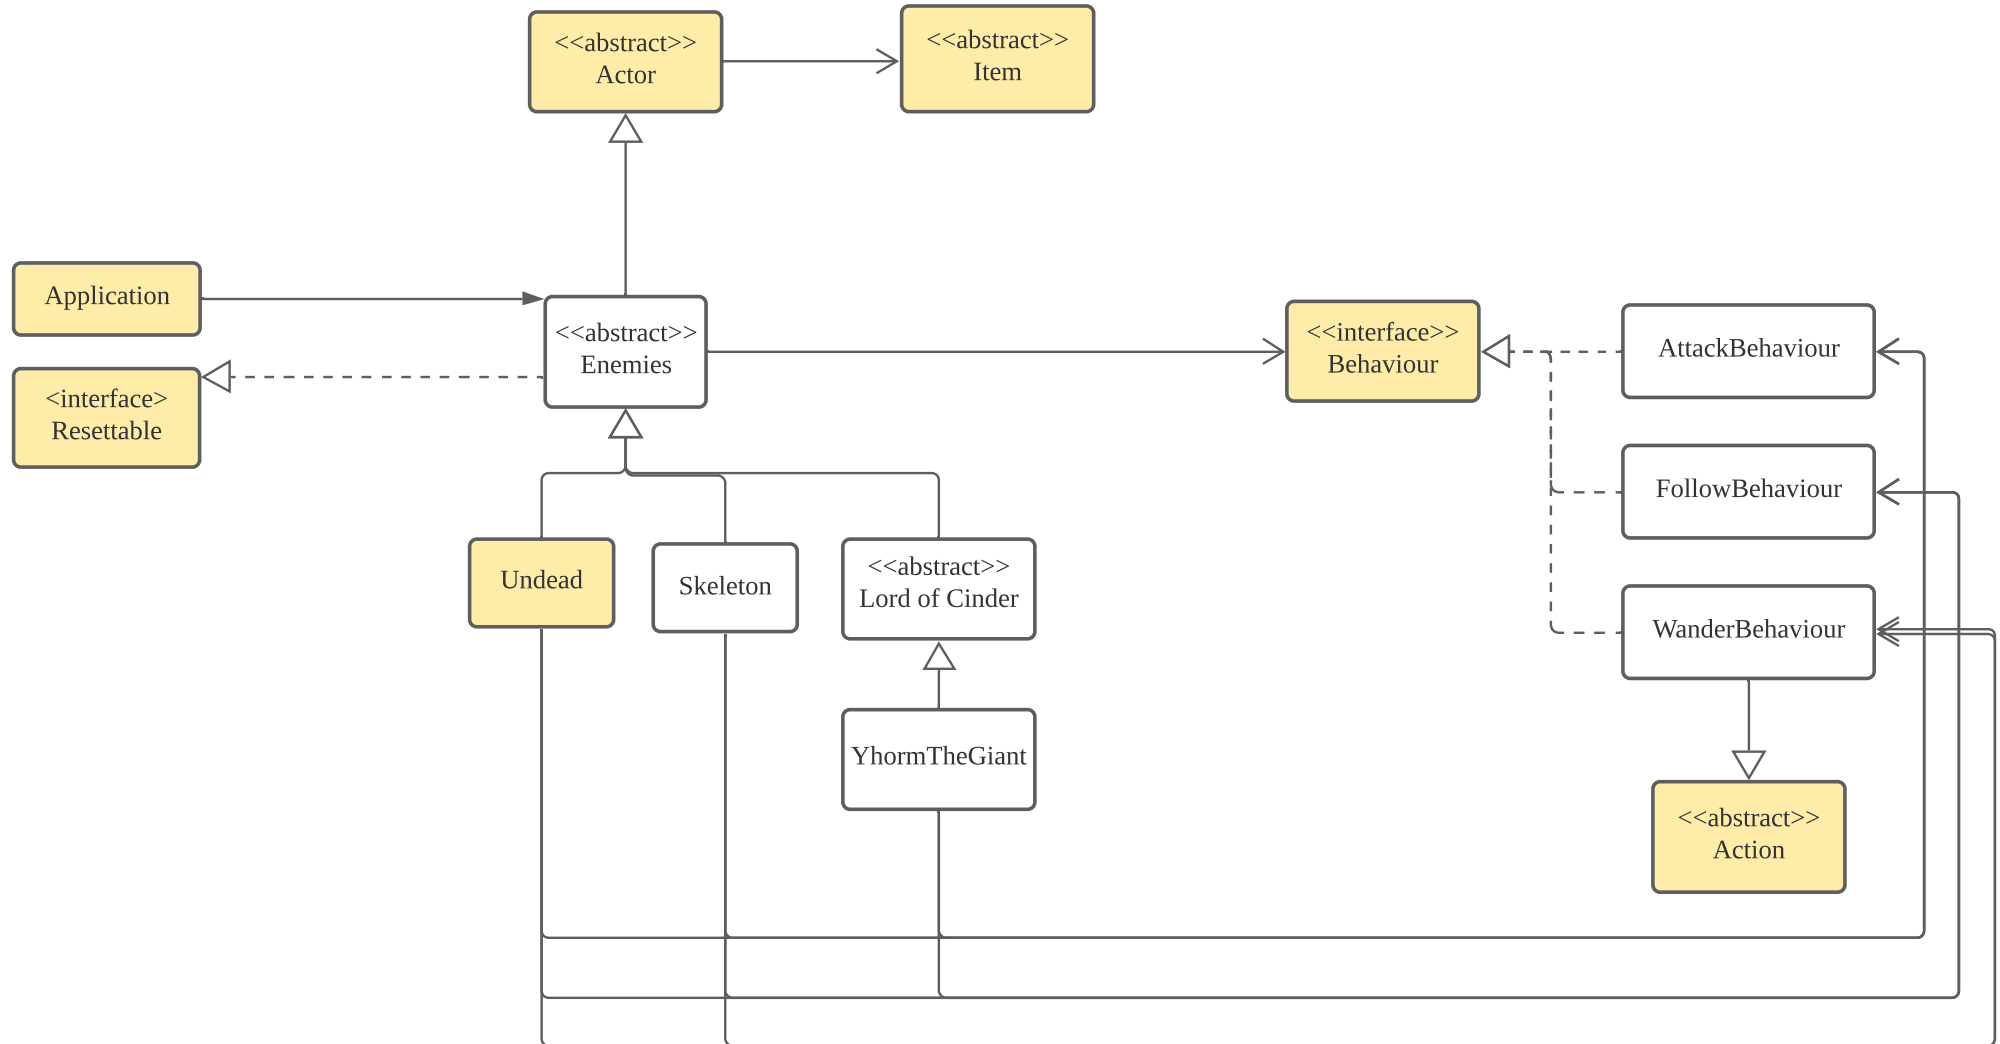 <<abstract>>
Actor
<<abstract>>
Item
Application
<<abstract>>
Enemies
<interface>
Resettable
<<interface>>
Behaviour
AttackBehaviour
FollowBehaviour
WanderBehaviour
Undead
Skeleton
<<abstract>>
Lord of Cinder
YhormTheGiant
<<abstract>>
Action